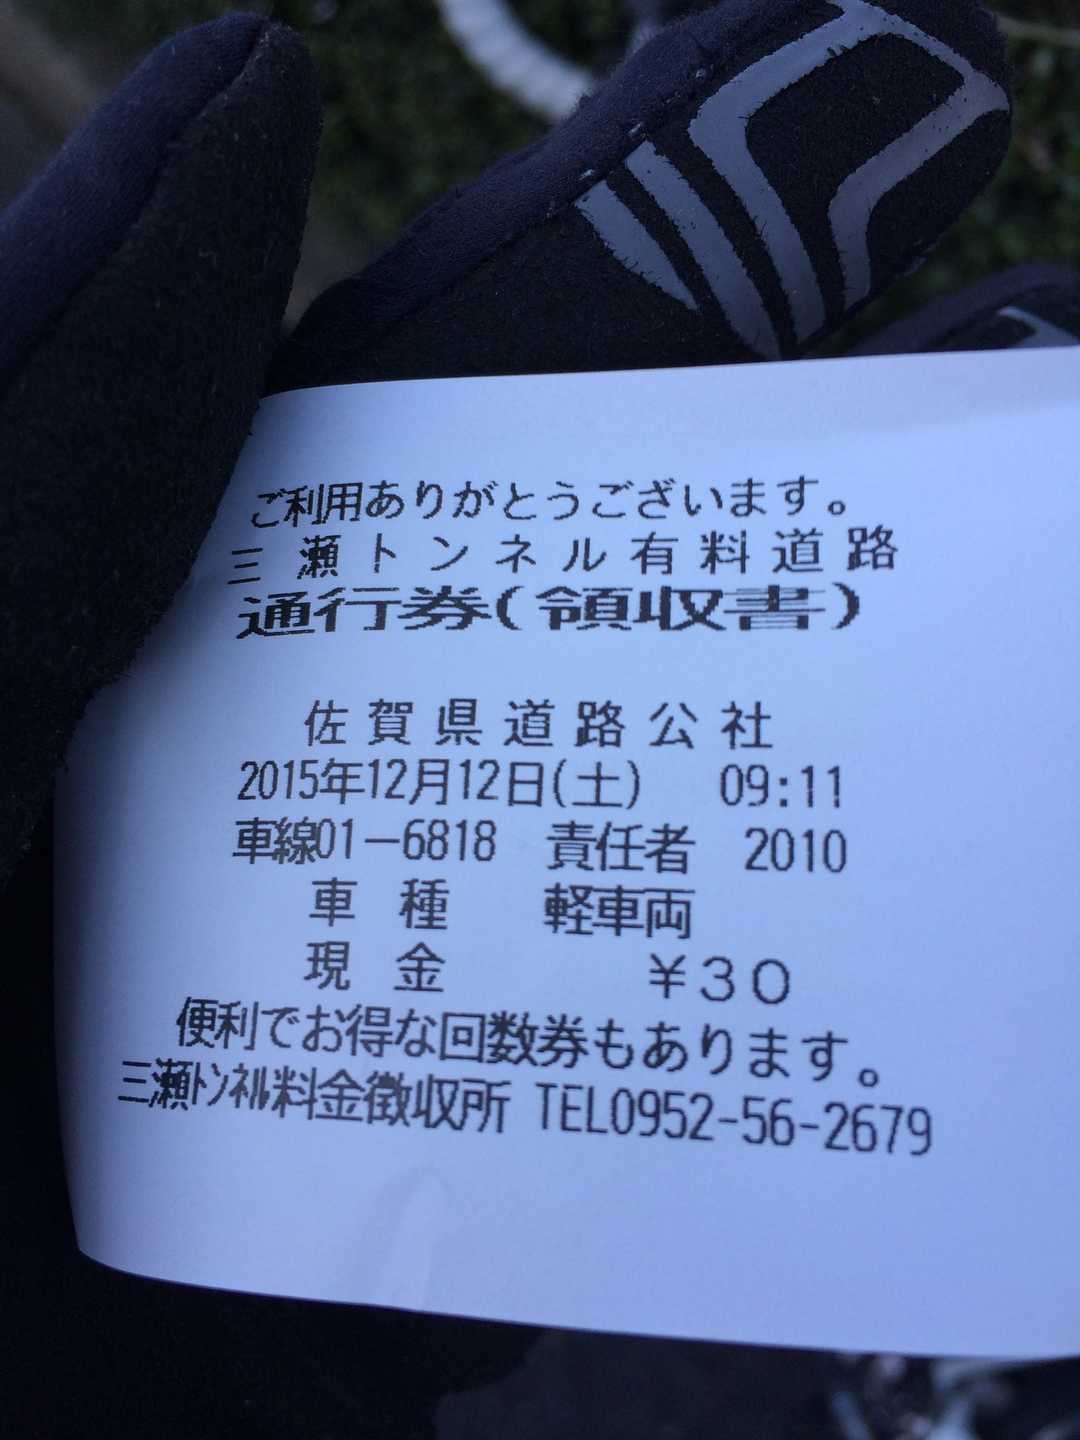 ご利用ありがとうございます。
三瀬トンネル有料道路
通行券(領収書)
佐賀県道路公社
2015年12月12日(土) 09:11
車線01-6818 責任者 2010
車種 軽車両
現金 ¥30
便利でお得な回数券もあります。
三瀬ﾄﾝﾈﾙ料金徴収所 TEL0952-56-2679